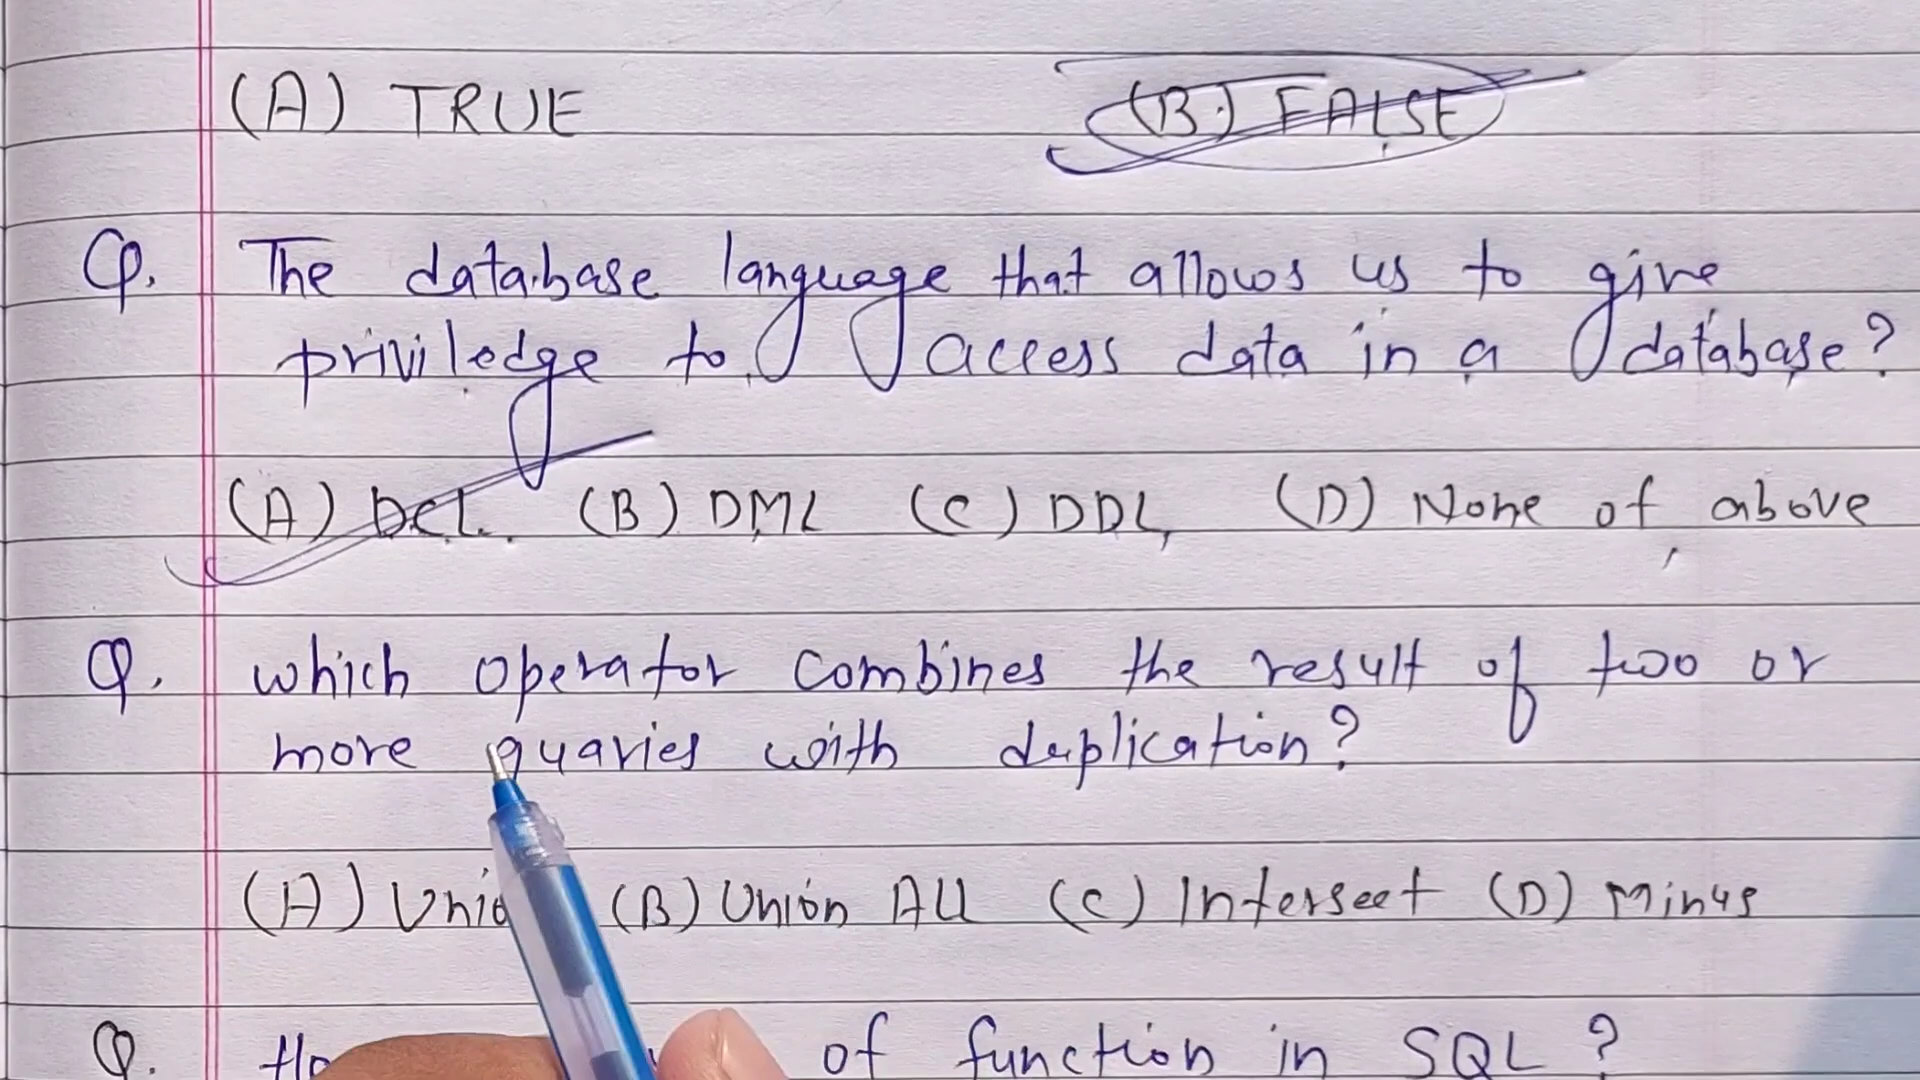 (A) TRUE (B) FALSE
Q. The database language that allows us to give
priviledge to access data in a database?
(A) DCL. (B) DML (C) DDL, (D) None of above
Q. which operator combines the result of two or
more quaries with duplication?
(A) (B) Union All (C) Intersect (D) Minus
Q. of function in SQL?